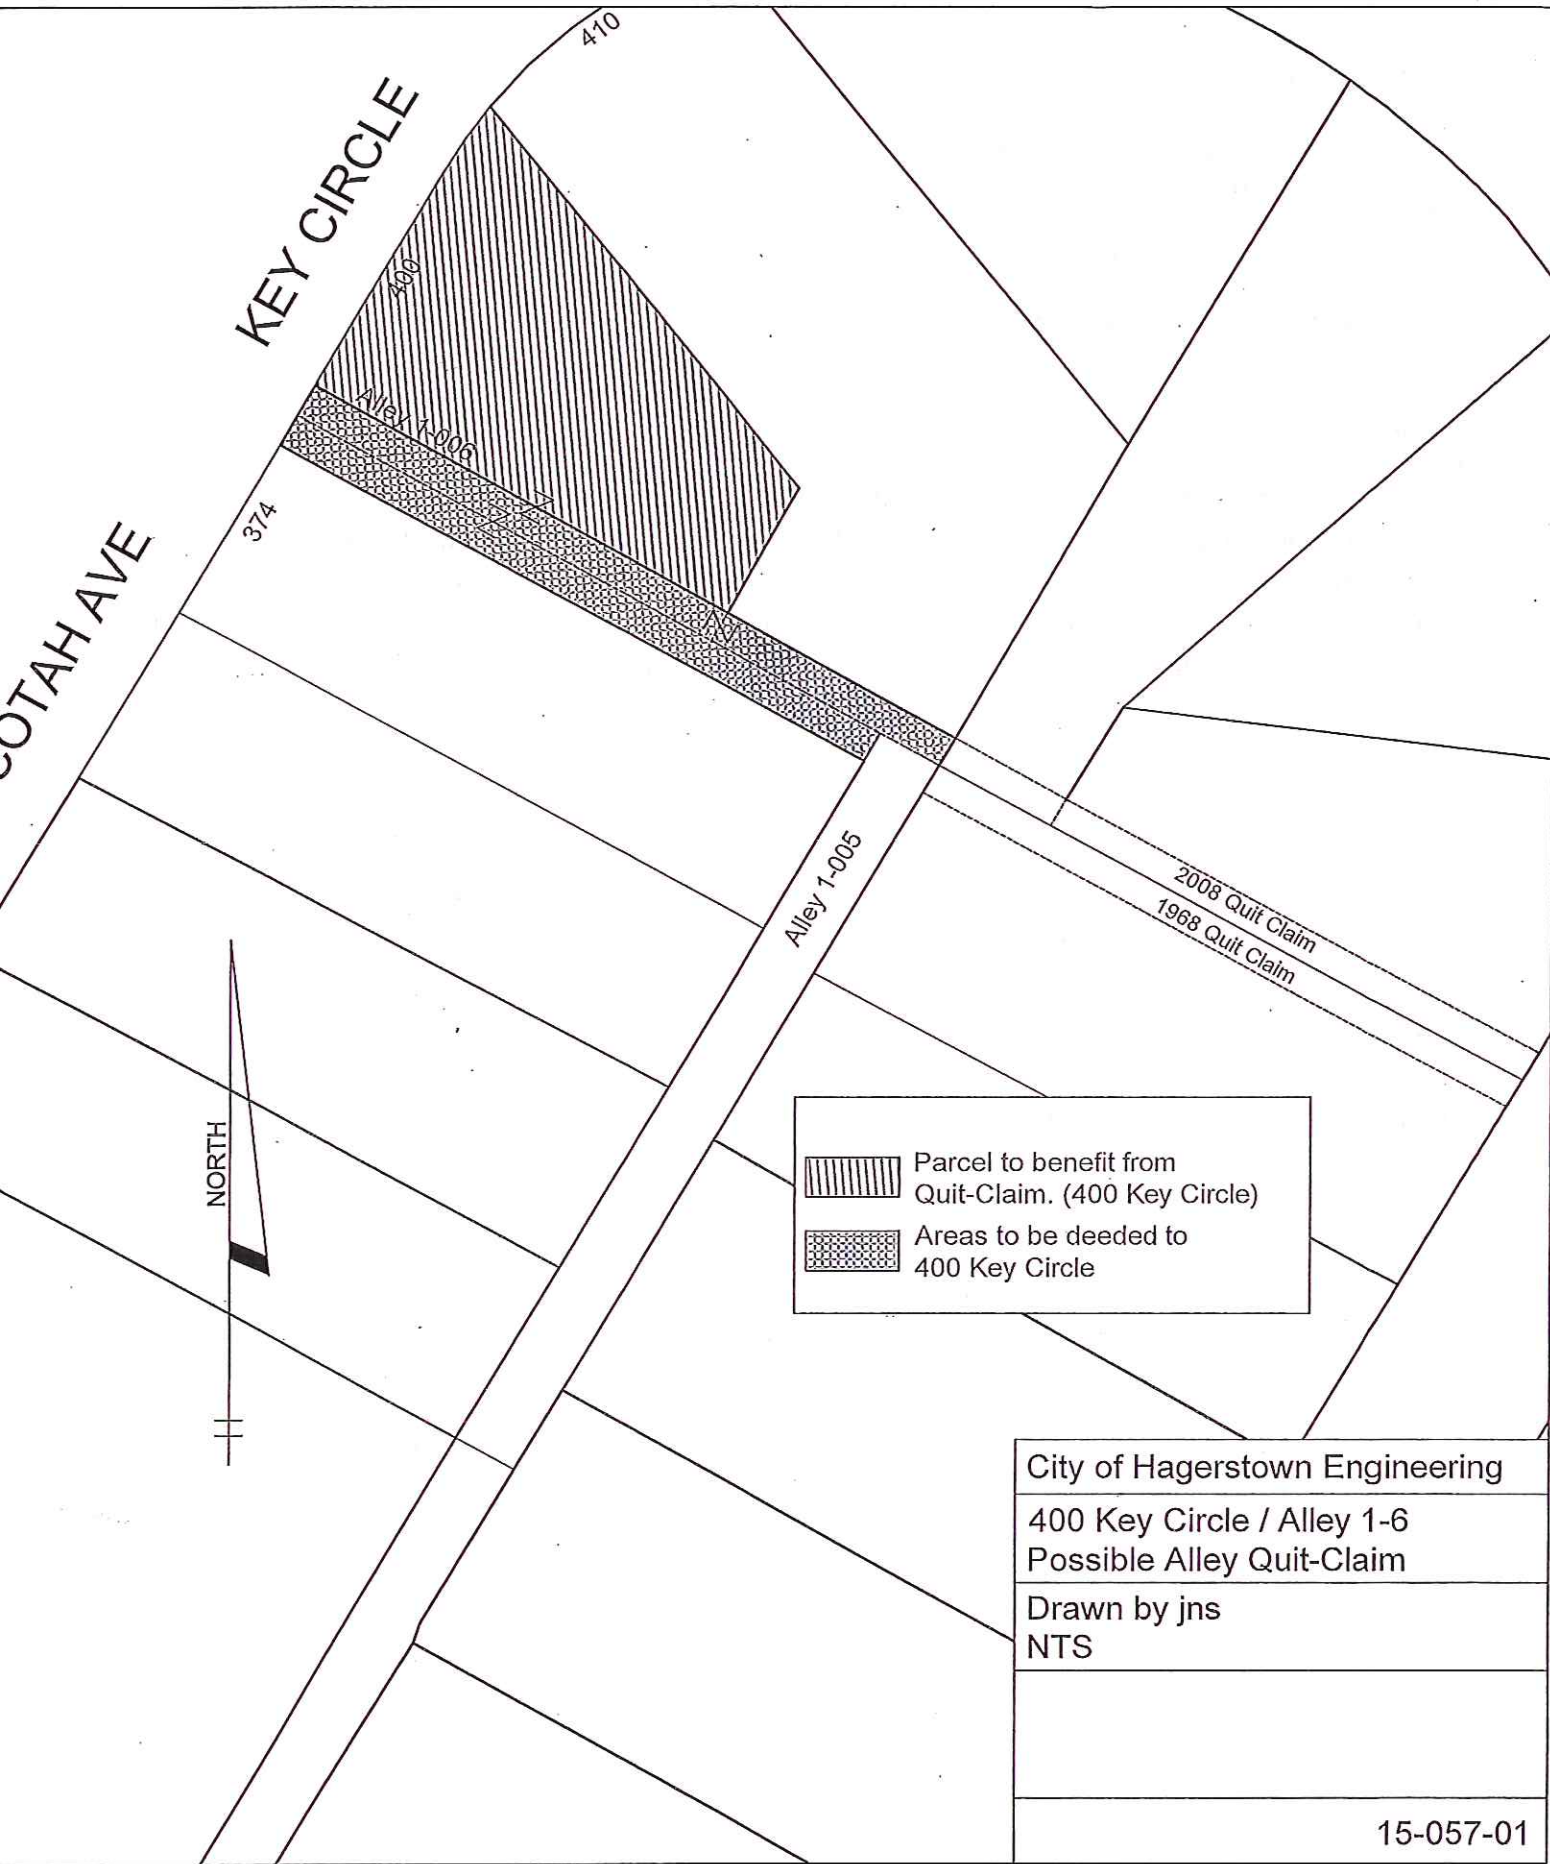 410
KEY CIRCLE
400
Alley 1-006
374
COTAH AVE
Alley 1-005
2008 Quit Claim
1968 Quit Claim
NORTH
Parcel to benefit from
Quit-Claim. (400 Key Circle)
Areas to be deeded to
400 Key Circle
City of Hagerstown Engineering
400 Key Circle / Alley 1-6
Possible Alley Quit-Claim
Drawn by jns
NTS
15-057-01